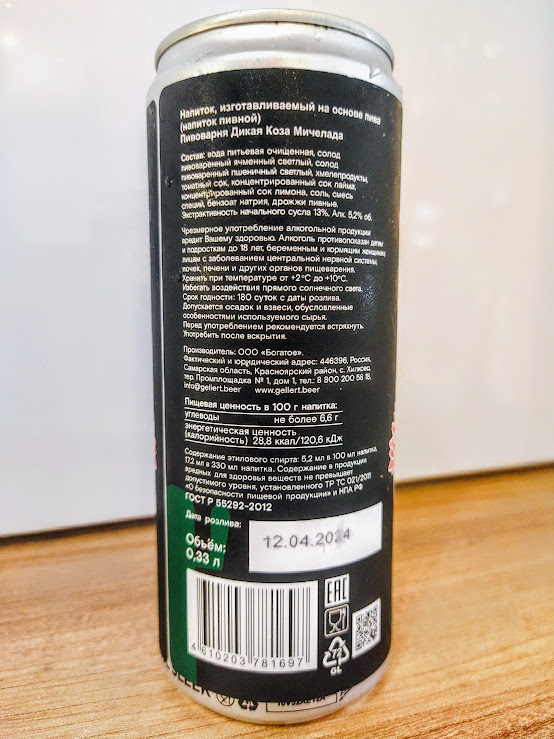 Напиток, изготавливаемый на основе пива
(напиток пивной)
Пивоварня Дикая Коза Мичелада
Состав: вода питьевая очищенная, солод
пивоваренный ячменный светлый, солод
пивоваренный пшеничный светлый, хмелепродукты,
томатный сок, концентрированный сок лайма,
концентрированный сок лимона, соль, смесь
специй, бензоат натрия, дрожжи пивные.
Экстрактивность начального сусла 13%. Алк. 5,2% об.
Чрезмерное употребление алкогольной продукции
вредит Вашему здоровью. Алкоголь противопоказан детям
и подросткам до 18 лет, беременным и кормящим женщинам,
лицам с заболеванием центральной нервной системы,
почек, печени и других органов пищеварения.
Хранить при температуре от +2°С до +10°С.
Избегать воздействия прямого солнечного света.
Срок годности: 180 суток с даты розлива.
Допускается осадок и взвеси, обусловленные
особенностями используемого сырья.
Перед употреблением рекомендуется встряхнуть.
Употребить после вскрытия.
Производитель: ООО «Богатое».
Фактический и юридический адрес: 446396, Россия,
Самарская область, Красноярский район, с. Хилково,
тер. Промплощадка № 1, дом 1, тел.: 8 800 200 58 18,
info@gellert.beer www.gellert.beer
Пищевая ценность в 100 г напитка:
углеводы не более 6,6 г
энергетическая ценность
(калорийность) 28,8 ккал/120,6 кДж
Содержание этилового спирта: 5,2 мл в 100 мл напитка,
17,2 мл в 330 мл напитка. Содержание в продукции
вредных для здоровья веществ не превышает
допустимого уровня, установленного ТР ТС 021/2011
«О безопасности пищевой продукции» и НПА РФ
ГОСТ Р 55292-2012
Дата розлива:
12.04.2024
Объём:
0,33 л
EAC
4 610203 781697